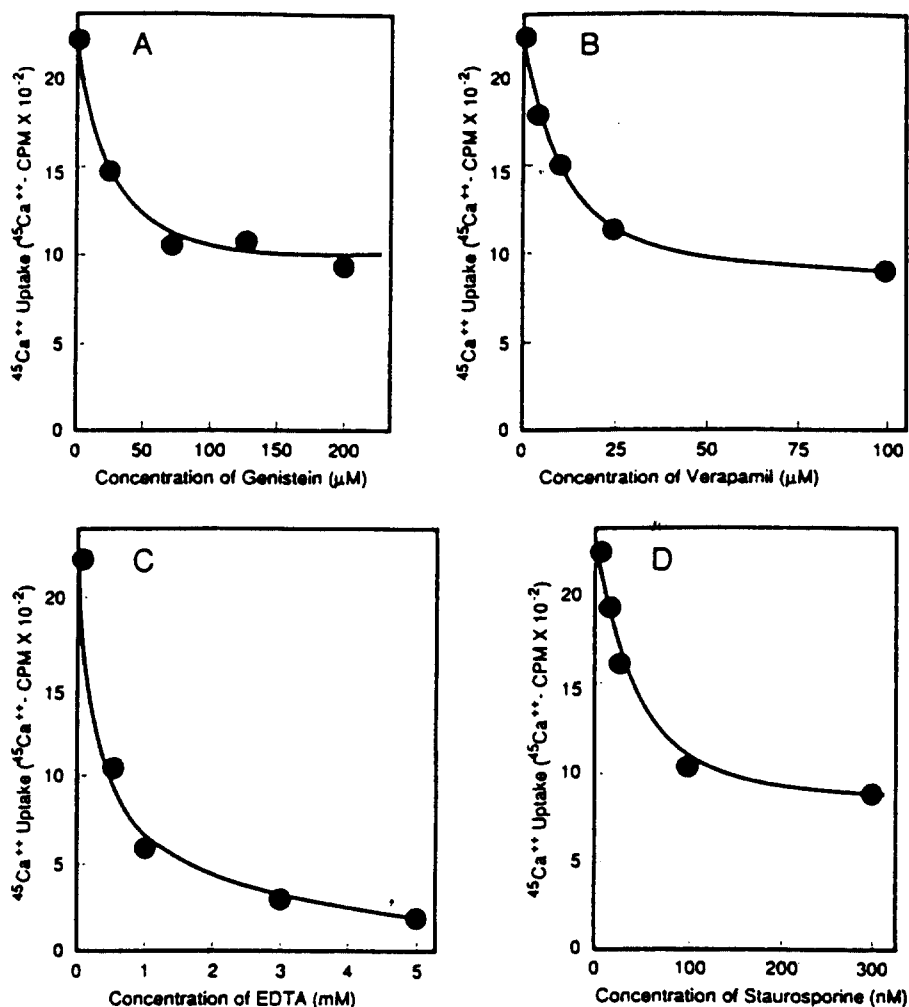 A
⁴⁵Ca⁺⁺ Uptake (⁴⁵Ca⁺⁺- CPM X 10⁻²)
20
15
10
5
0
0 50 100 150 200
Concentration of Genistein (μM)
B
⁴⁵Ca⁺⁺ Uptake (⁴⁵Ca⁺⁺- CPM X 10⁻²)
20
15
10
5
0
0 25 50 75 100
Concentration of Verapamil (μM)
C
⁴⁵Ca⁺⁺ Uptake (⁴⁵Ca⁺⁺- CPM X 10⁻²)
20
15
10
5
0
0 1 2 3 4 5
Concentration of EDTA (mM)
D
⁴⁵Ca⁺⁺ Uptake (⁴⁵Ca⁺⁺- CPM X 10⁻²)
20
15
10
5
0
0 100 200 300
Concentration of Staurosporine (nM)